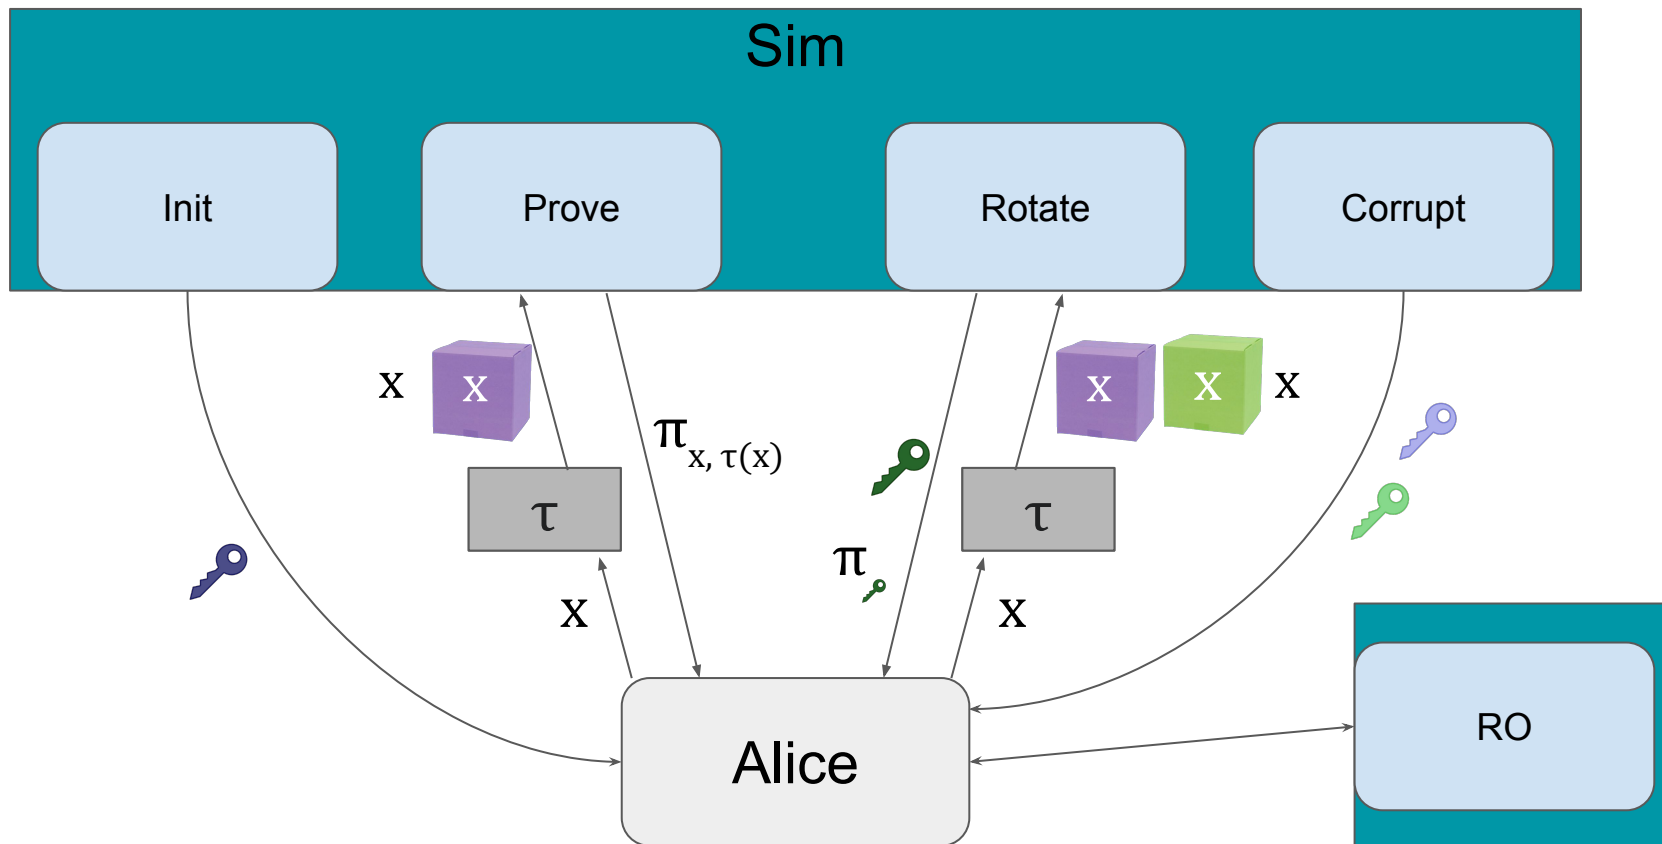 Sim
Init
Prove
Rotate
Corrupt
x
x
x
x
x
π x, τ(x)
τ
τ
π
x
x
Alice
RO